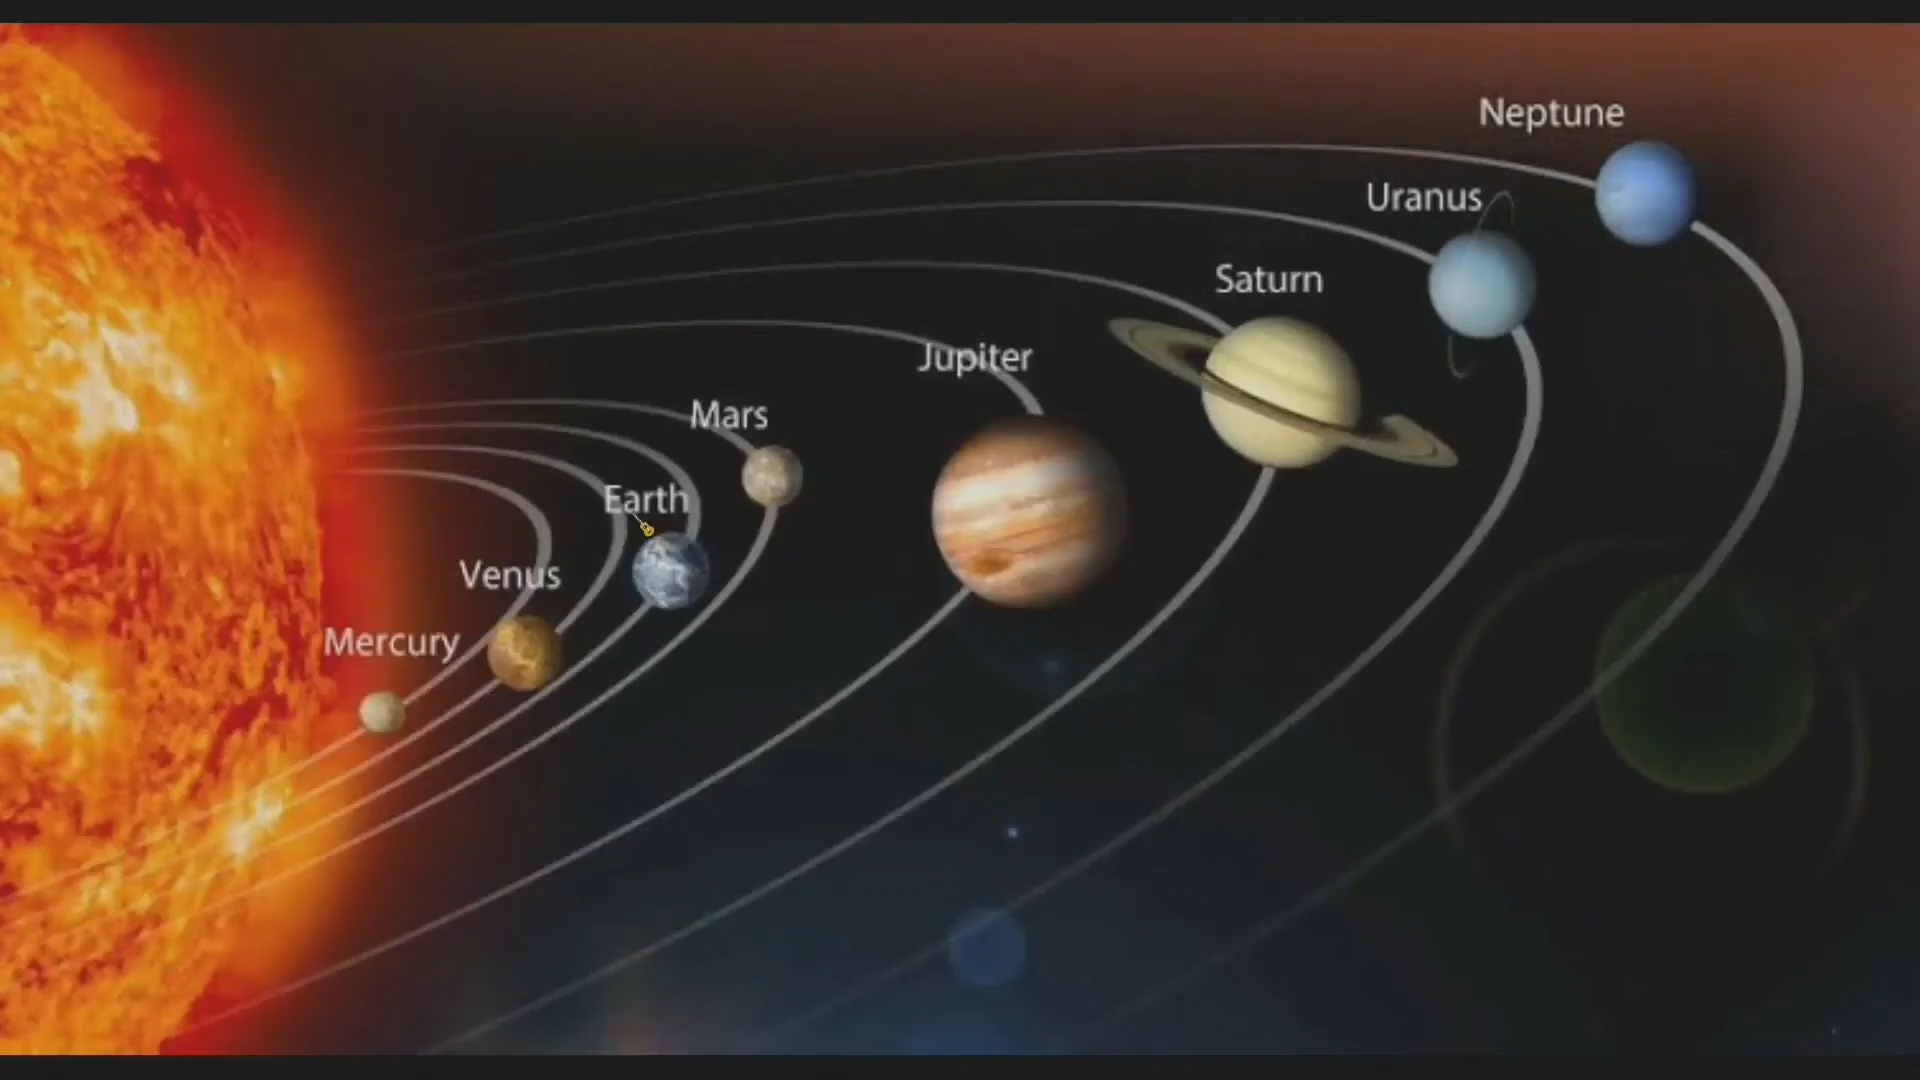 Neptune
Uranus
Saturn
Jupiter
Mars
Earth
Venus
Mercury